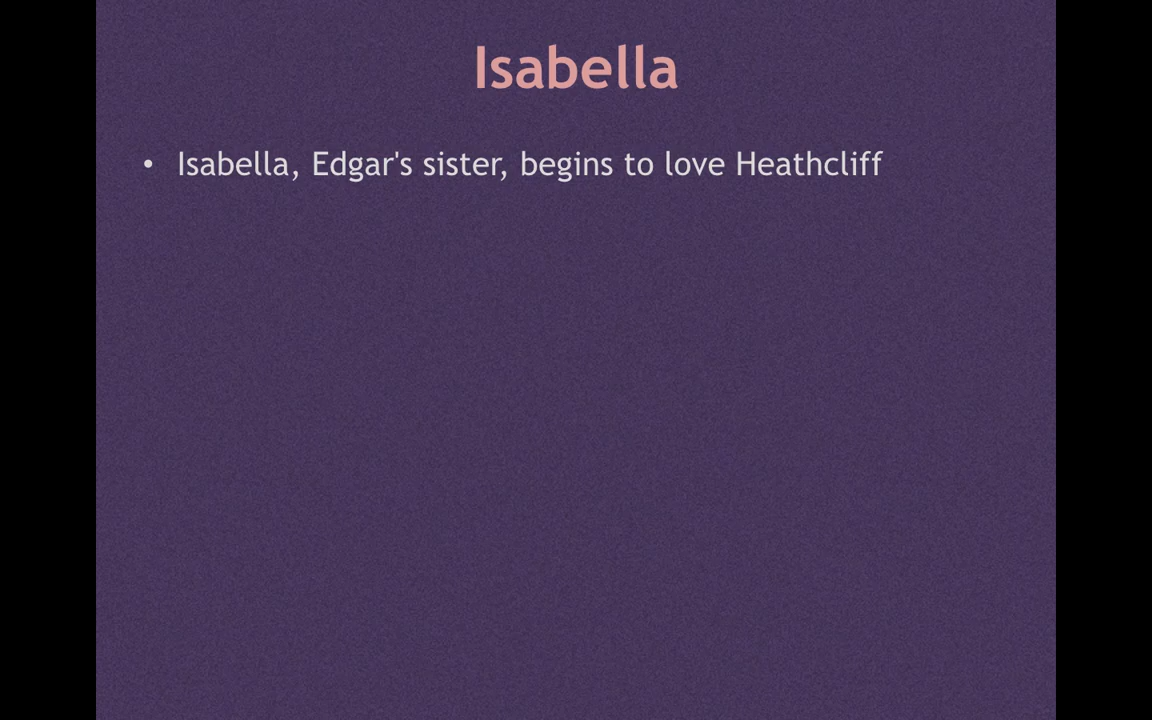 Isabella
• Isabella, Edgar's sister, begins to love Heathcliff